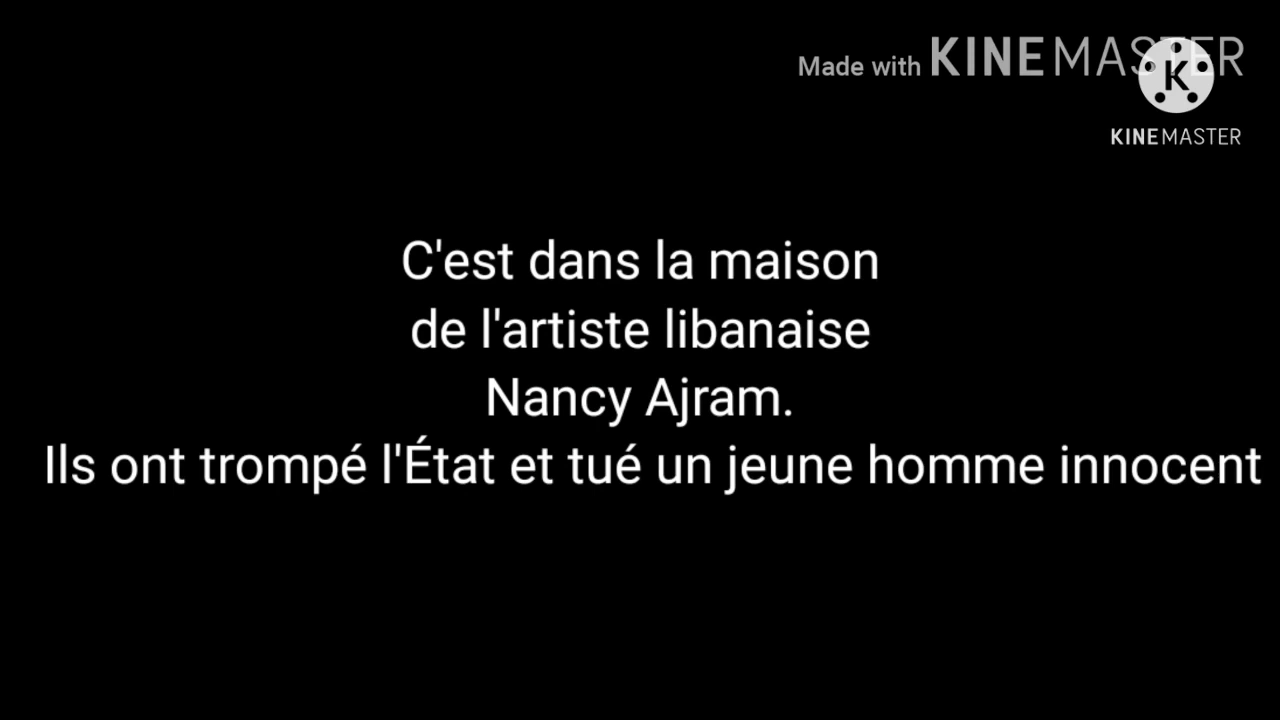 Made with KINEMASTER
K
KINEMASTER
C'est dans la maison
de l'artiste libanaise
Nancy Ajram.
Ils ont trompé l'État et tué un jeune homme innocent